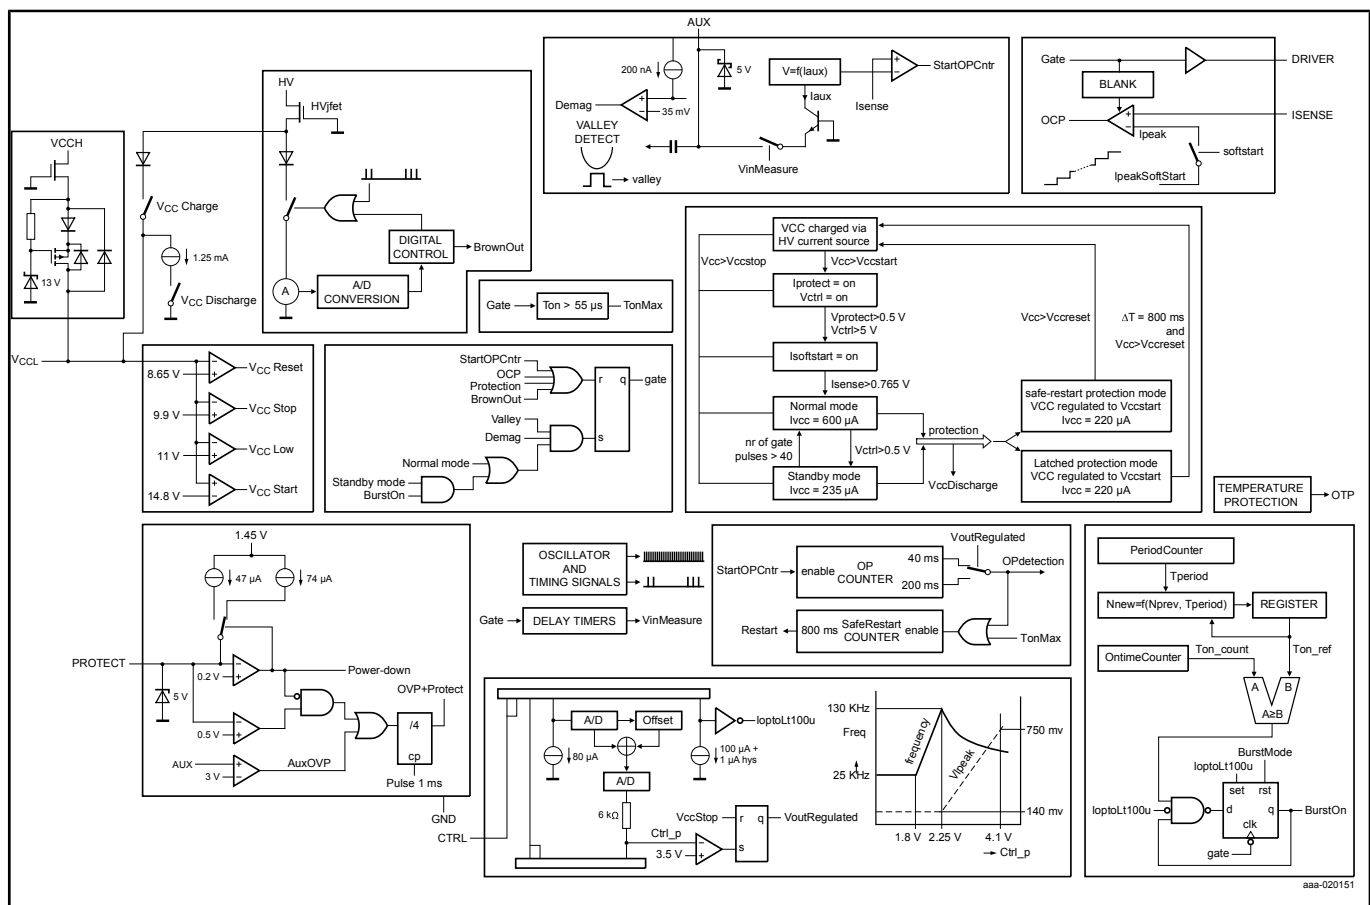 AUX
HV
HVjfet
VCCH
13 V
VCC Charge
1.25 mA
VCC Discharge
VCCL
A
A/D
CONVERSION
DIGITAL
CONTROL
BrownOut
200 nA
5 V
Demag
35 mV
VALLEY
DETECT
valley
V=f(Iaux)
Iaux
Isense
StartOPCntr
VinMeasure
Gate
BLANK
DRIVER
OCP
Ipeak
ISENSE
softstart
IpeakSoftStart
Gate
Ton > 55 µs
TonMax
8.65 V
VCC Reset
9.9 V
VCC Stop
11 V
VCC Low
14.8 V
VCC Start
StartOPCntr
OCP
Protection
BrownOut
Valley
Demag
Normal mode
Standby mode
BurstOn
r
q
s
gate
VCC charged via
HV current source
Vcc>Vccstop
Vcc>Vccstart
Iprotect = on
Vctrl = on
Vprotect>0.5 V
Vctrl>5 V
Isoftstart = on
Isense>0.765 V
Normal mode
Ivcc = 600 µA
nr of gate
pulses > 40
Vctrl>0.5 V
Standby mode
Ivcc = 235 µA
protection
VccDischarge
Vcc>Vccreset
ΔT = 800 ms
and
Vcc>Vccreset
safe-restart protection mode
VCC regulated to Vccstart
Ivcc = 220 µA
Latched protection mode
VCC regulated to Vccstart
Ivcc = 220 µA
TEMPERATURE
PROTECTION
OTP
1.45 V
47 µA
74 µA
PROTECT
5 V
0.2 V
Power-down
0.5 V
OVP+Protect
/4
cp
AUX
3 V
AuxOVP
Pulse 1 ms
GND
OSCILLATOR
AND
TIMING SIGNALS
Gate
DELAY TIMERS
VinMeasure
VoutRegulated
StartOPCntr
enable
OP
COUNTER
40 ms
200 ms
OPdetection
Restart
800 ms
SafeRestart
COUNTER
enable
TonMax
CTRL
A/D
Offset
80 µA
A/D
6 kΩ
Ctrl_p
3.5 V
IoptoLt100u
100 µA +
1 µA hys
VccStop
r
q
s
VoutRegulated
130 KHz
Freq
25 KHz
frequency
VIpeak
750 mv
140 mv
1.8 V
2.25 V
4.1 V
Ctrl_p
PeriodCounter
Tperiod
Nnew=f(Nprev, Tperiod)
REGISTER
OntimeCounter
Ton_count
Ton_ref
A
B
A≥B
BurstMode
IoptoLt100u
set
rst
IoptoLt100u
d
q
BurstOn
clk
gate
aaa-020151